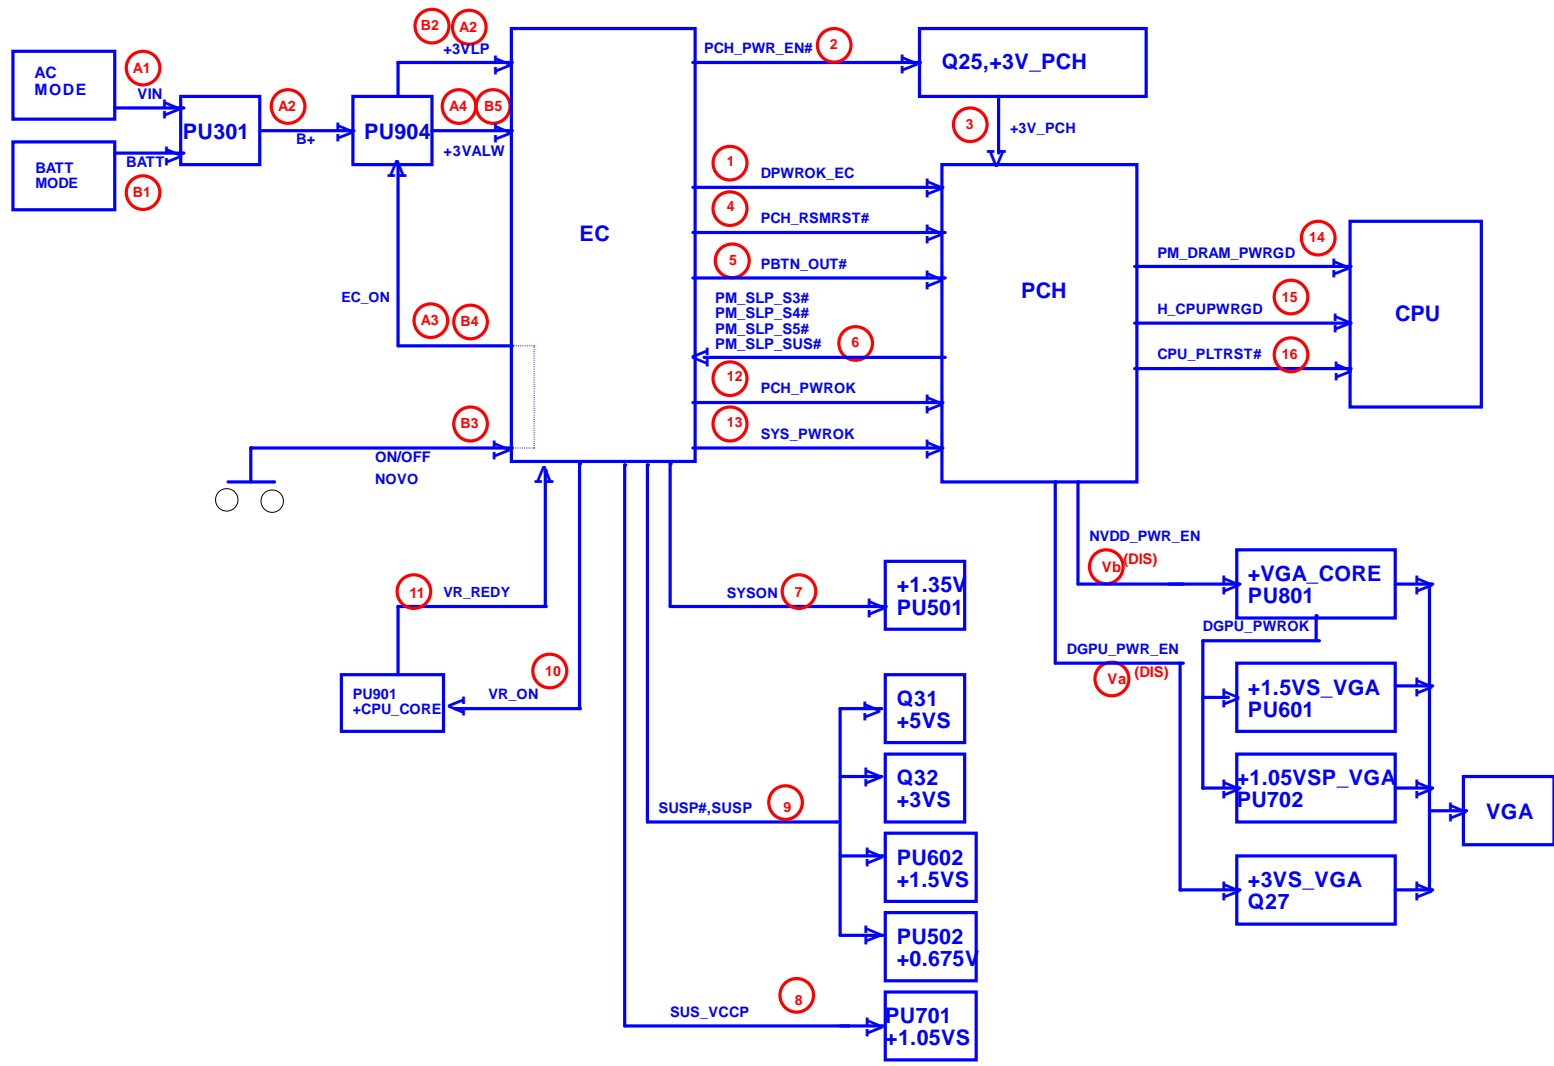 B2
A2
+3VLP
AC
MODE
A1
VIN
PU301
A2
B+
PU904
A4
B5
+3VALW
BATT
MODE
BATT
B1
EC_ON
A3
B4
B3
ON/OFF
NOVO
EC
PCH_PWR_EN#
2
Q25,+3V_PCH
3
+3V_PCH
1
DPWROK_EC
4
PCH_RSMRST#
5
PBTN_OUT#
PM_SLP_S3#
PM_SLP_S4#
PM_SLP_S5#
PM_SLP_SUS#
6
12
PCH_PWROK
13
SYS_PWROK
PCH
PM_DRAM_PWRGD
14
H_CPUPWRGD
15
CPU_PLTRST#
16
CPU
11
VR_REDY
PU901
+CPU_CORE
VR_ON
10
SYSON
7
+1.35V
PU501
Q31
+5VS
Q32
+3VS
SUSP#,SUSP
9
PU602
+1.5VS
PU502
+0.675V
SUS_VCCP
8
PU701
+1.05VS
NVDD_PWR_EN
Vb
(DIS)
+VGA_CORE
PU801
DGPU_PWROK
DGPU_PWR_EN
Va
(DIS)
+1.5VS_VGA
PU601
+1.05VSP_VGA
PU702
VGA
+3VS_VGA
Q27